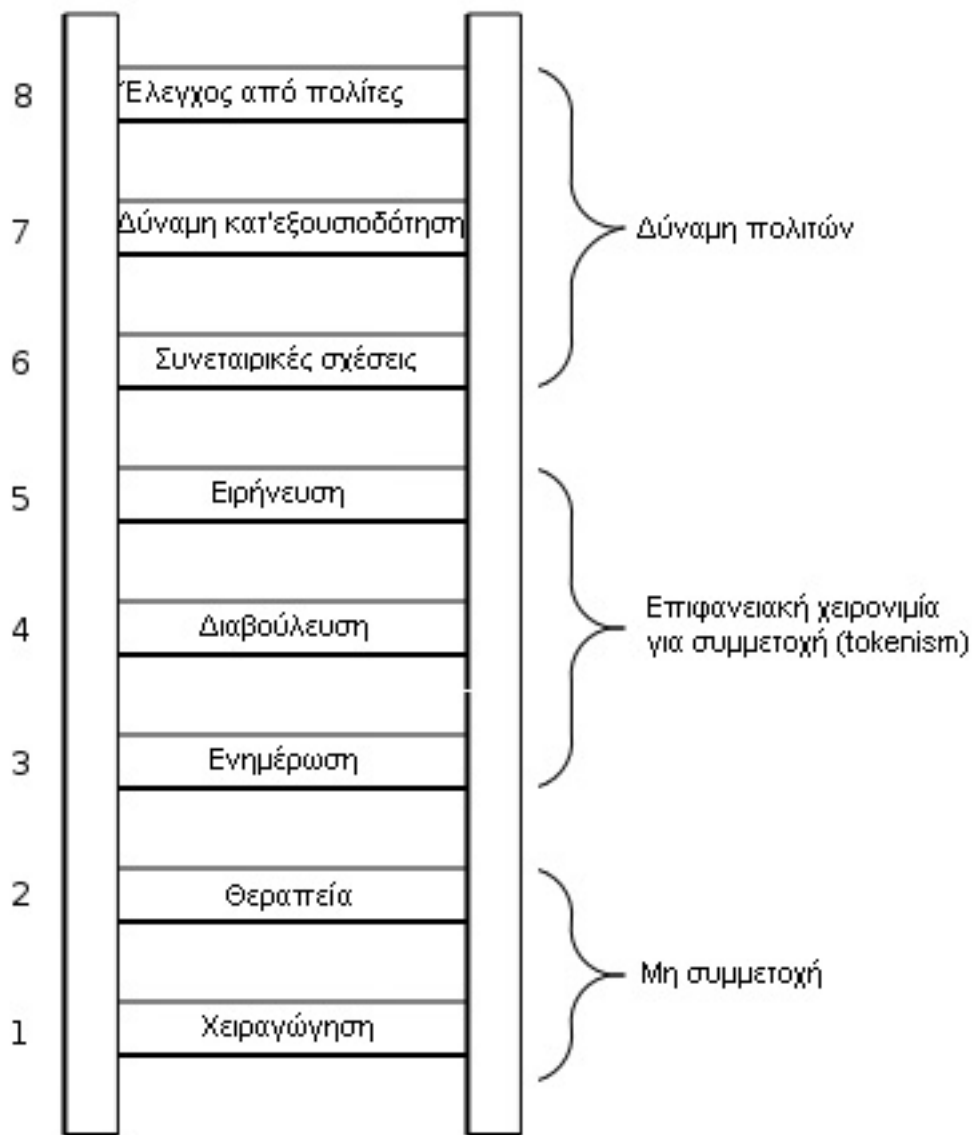 8 Έλεγχος από πολίτες
7 Δύναμη κατ'εξουσιοδότηση
Δύναμη πολιτών
6 Συνεταιρικές σχέσεις
5 Ειρήνευση
4 Διαβούλευση
Επιφανειακή χειρονιμία
για συμμετοχή (tokenism)
3 Ενημέρωση
2 Θεραπεία
Μη συμμετοχή
1 Χειραγώγηση